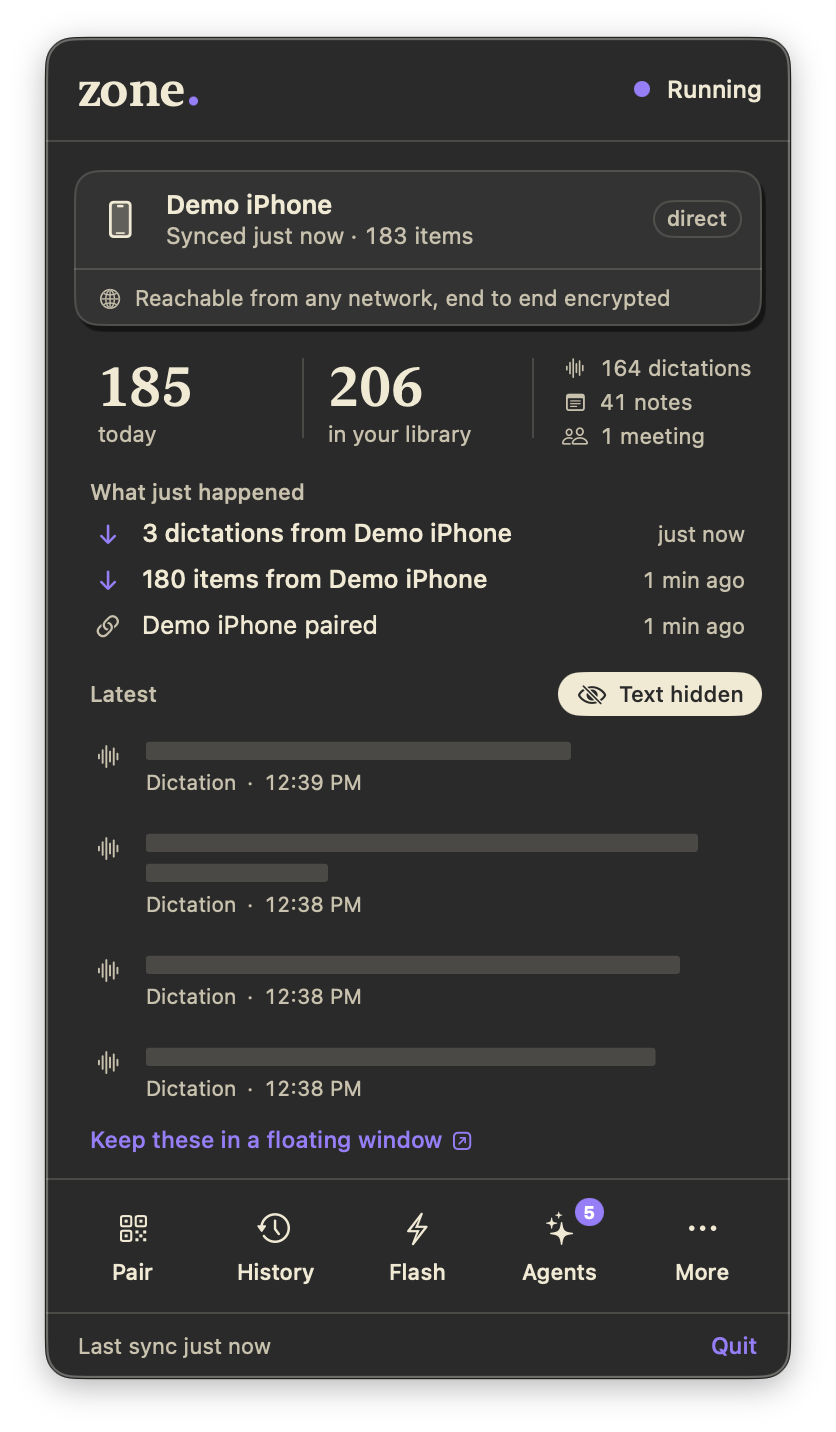 zone.
Running
Demo iPhone
Synced just now · 183 items
direct
Reachable from any network, end to end encrypted
185
today
206
in your library
164 dictations
41 notes
1 meeting
What just happened
3 dictations from Demo iPhone
just now
180 items from Demo iPhone
1 min ago
Demo iPhone paired
1 min ago
Latest
Text hidden
Dictation · 12:39 PM
Dictation · 12:38 PM
Dictation · 12:38 PM
Dictation · 12:38 PM
Keep these in a floating window
5
Pair
History
Flash
Agents
More
Last sync just now
Quit